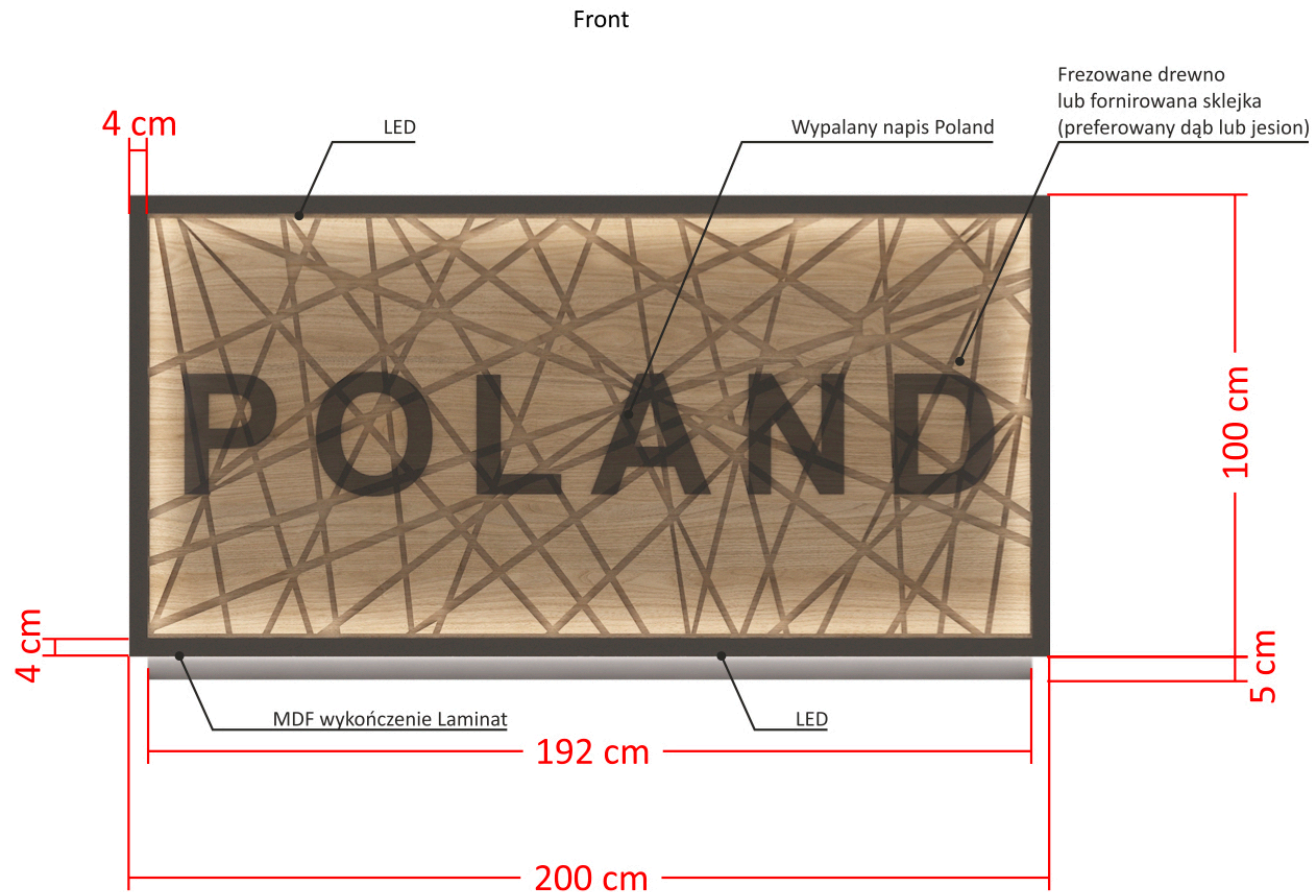 Front
Frezowane drewno
lub fornirowana sklejka
(preferowany dąb lub jesion)
4 cm
LED
Wypalany napis Poland
POLAND
100 cm
4 cm
5 cm
MDF wykończenie Laminat
LED
192 cm
200 cm